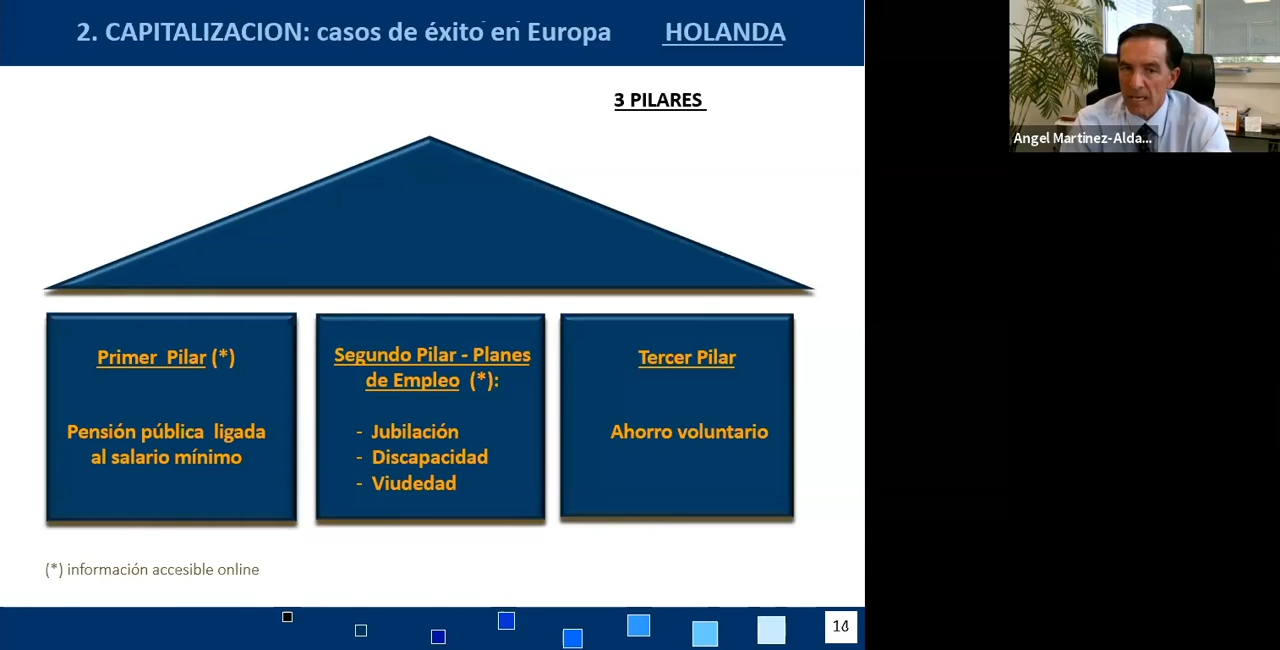 2. CAPITALIZACION: casos de éxito en Europa HOLANDA
3 PILARES
Primer Pilar (*)
Pensión pública ligada
al salario mínimo
Segundo Pilar - Planes
de Empleo (*):
- Jubilación
- Discapacidad
- Viudedad
Tercer Pilar
Ahorro voluntario
(*) información accesible online
Angel Martinez-Alda...